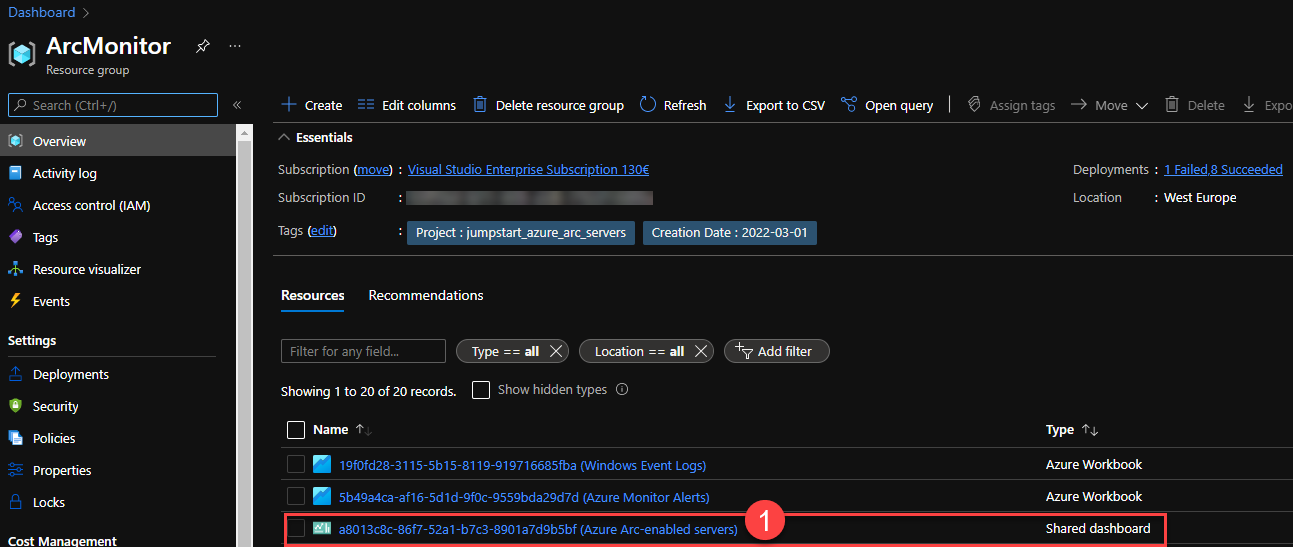 Dashboard >
ArcMonitor
Resource group
Search (Ctrl+/)
Overview
Activity log
Access control (IAM)
Tags
Resource visualizer
Events
Settings
Deployments
Security
Policies
Properties
Locks
Cost Management
Create Edit columns Delete resource group Refresh Export to CSV Open query Assign tags Move Delete Expo
Essentials
Subscription (move) : Visual Studio Enterprise Subscription 130€
Deployments : 1 Failed,8 Succeeded
Subscription ID :
Location : West Europe
Tags (edit) : Project : jumpstart_azure_arc_servers Creation Date : 2022-03-01
Resources Recommendations
Filter for any field... Type == all Location == all Add filter
Showing 1 to 20 of 20 records. Show hidden types
Name Type
19f0fd28-3115-5b15-8119-919716685fba (Windows Event Logs) Azure Workbook
5b49a4ca-af16-5d1d-9f0c-9559bda29d7d (Azure Monitor Alerts) Azure Workbook
a8013c8c-86f7-52a1-b7c3-8901a7d9b5bf (Azure Arc-enabled servers) Shared dashboard
1